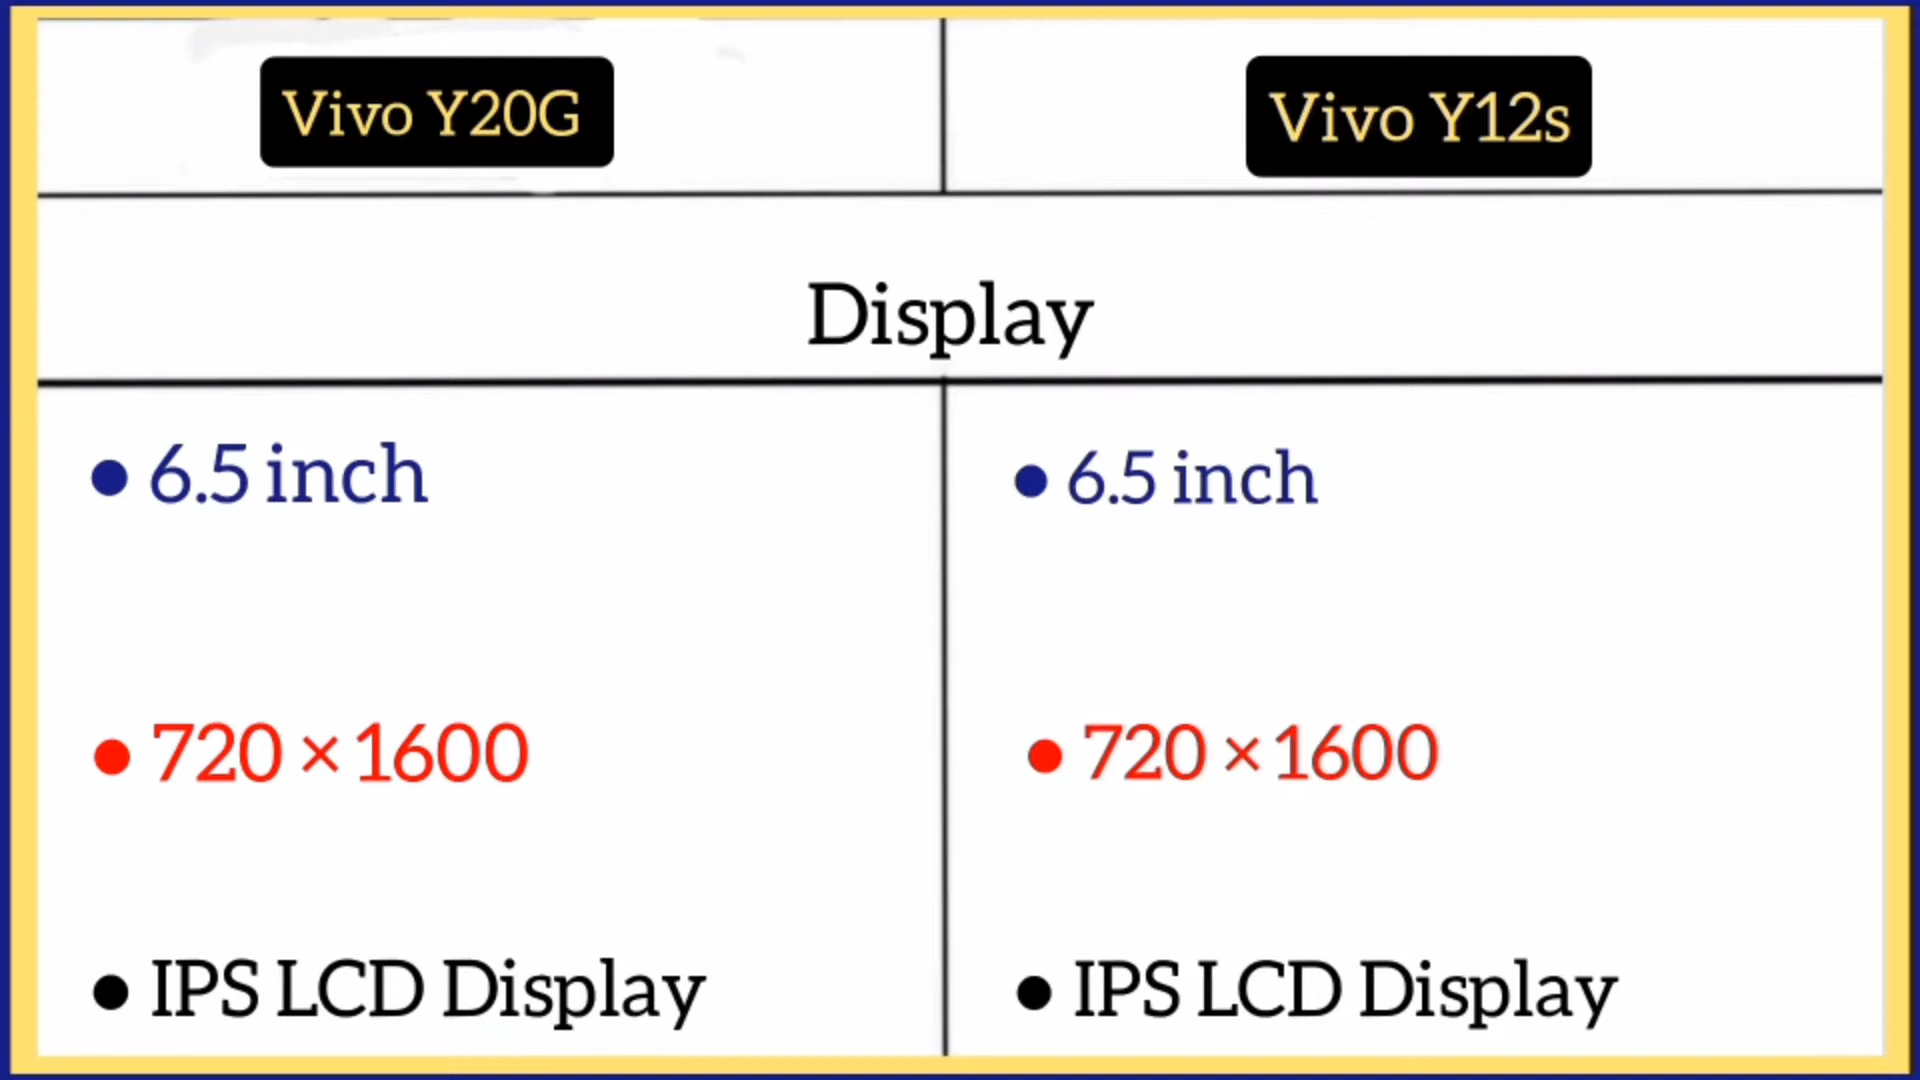 Vivo Y20G
Vivo Y12s
Display
• 6.5 inch
• 6.5 inch
• 720 × 1600
• 720 × 1600
• IPS LCD Display
• IPS LCD Display